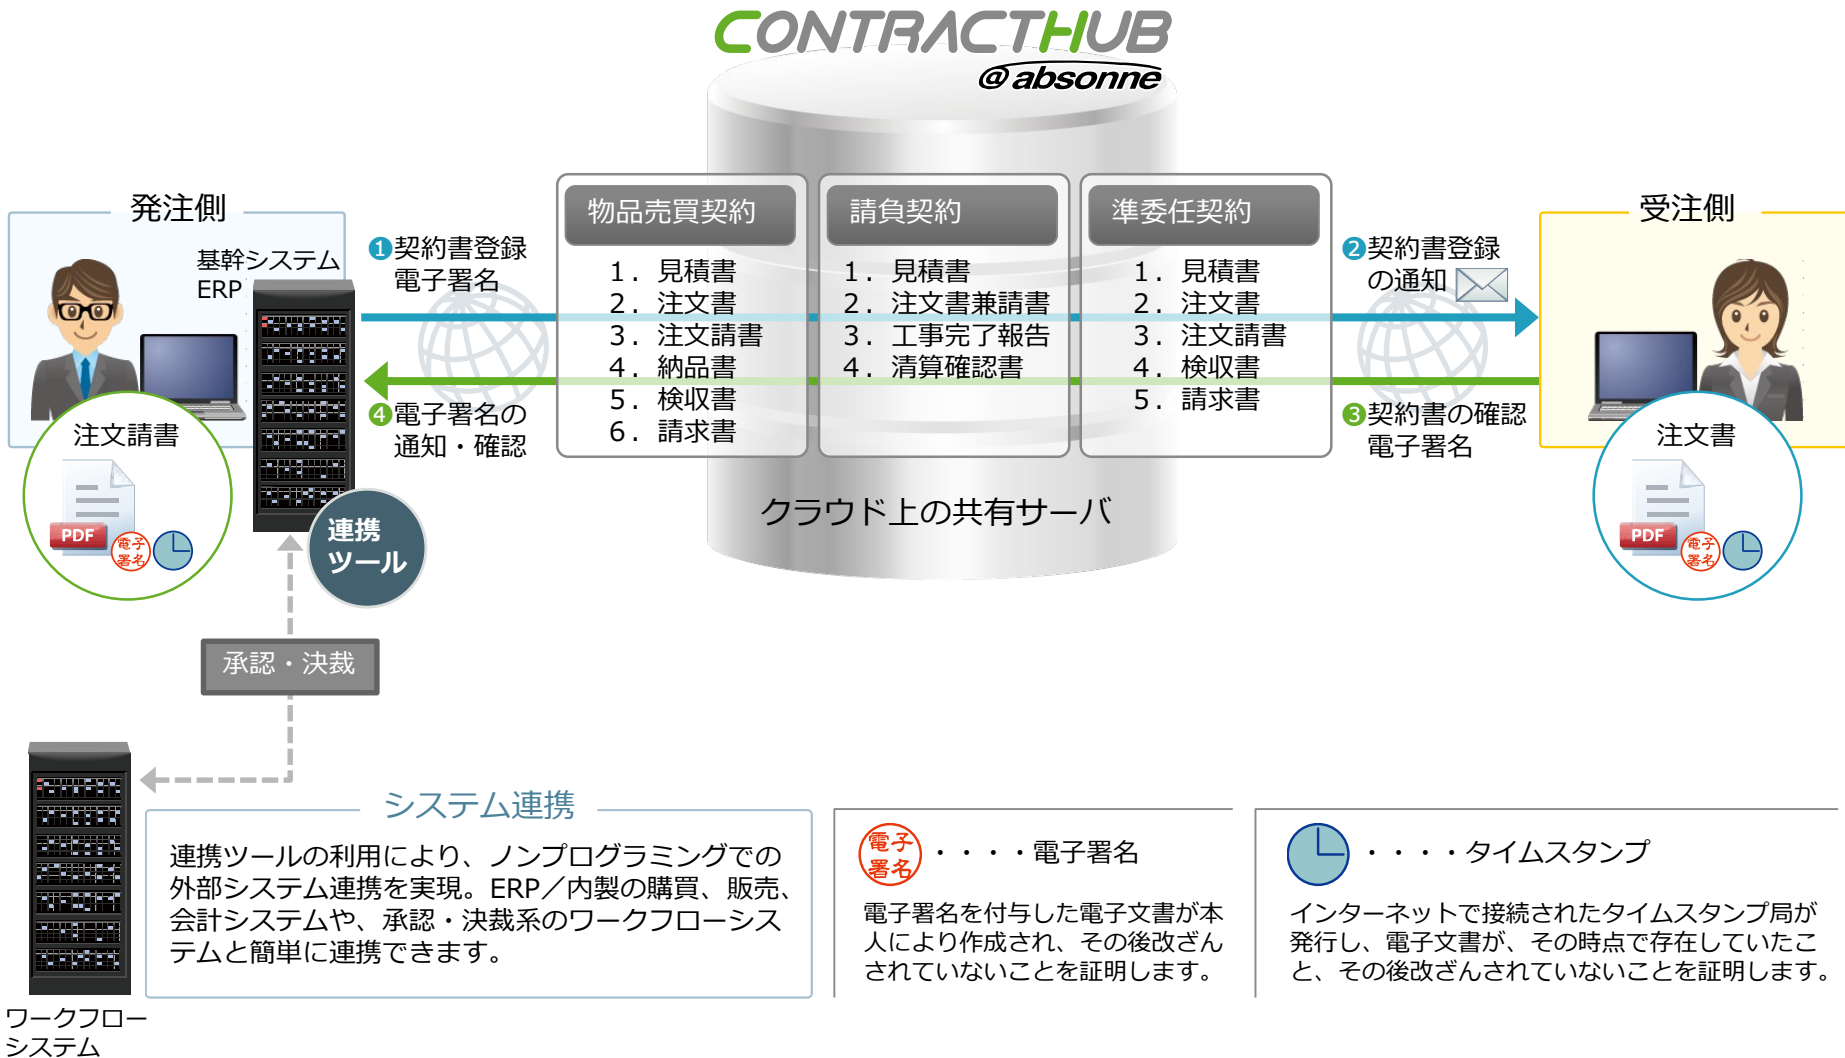 CONTRACTHUB
@absonne
発注側
基幹システム
ERP
❶契約書登録
電子署名
物品売買契約
1. 見積書
2. 注文書
3. 注文請書
4. 納品書
5. 検収書
6. 請求書
請負契約
1. 見積書
2. 注文書兼請書
3. 工事完了報告
4. 清算確認書
準委任契約
1. 見積書
2. 注文書
3. 注文請書
4. 検収書
5. 請求書
❷契約書登録
の通知
受注側
❹電子署名の
通知・確認
❸契約書の確認
電子署名
クラウド上の共有サーバ
注文請書
PDF
電子
署名
連携
ツール
注文書
PDF
電子
署名
承認・決裁
ワークフロー
システム
システム連携
連携ツールの利用により、ノンプログラミングでの
外部システム連携を実現。ERP／内製の購買、販売、
会計システムや、承認・決裁系のワークフローシス
テムと簡単に連携できます。
電子
署名
・・・・電子署名
電子署名を付与した電子文書が本
人により作成され、その後改ざん
されていないことを証明します。
・・・・タイムスタンプ
インターネットで接続されたタイムスタンプ局が
発行し、電子文書が、その時点で存在していたこ
と、その後改ざんされていないことを証明します。